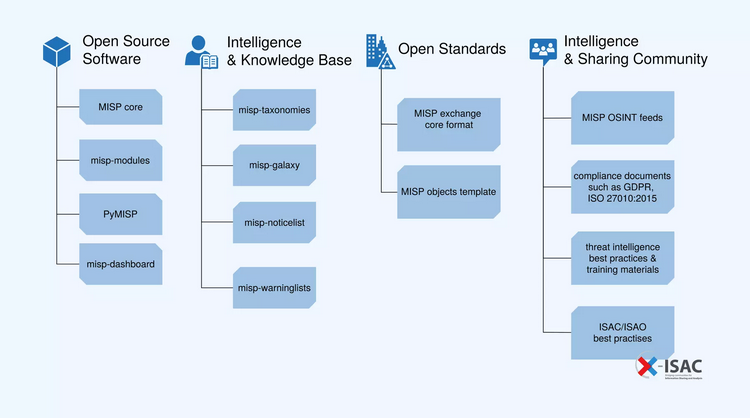 Open Source
Software
MISP core
misp-modules
PyMISP
misp-dashboard
Intelligence
& Knowledge Base
misp-taxonomies
misp-galaxy
misp-noticelist
misp-warninglists
Open Standards
MISP exchange
core format
MISP objects template
Intelligence
& Sharing Community
MISP OSINT feeds
compliance documents
such as GDPR,
ISO 27010:2015
threat intelligence
best practices &
training materials
ISAC/ISAO
best practises
X-ISAC